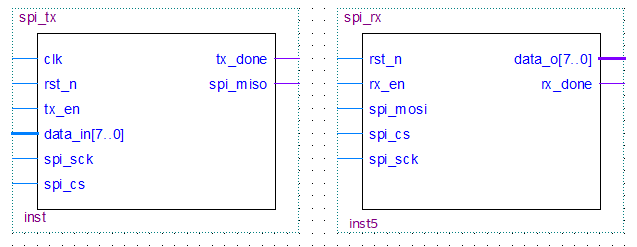 spi_tx
clk
rst_n
tx_en
data_in[7..0]
spi_sck
spi_cs
tx_done
spi_miso
inst
spi_rx
rst_n
rx_en
spi_mosi
spi_cs
spi_sck
data_o[7..0]
rx_done
inst5